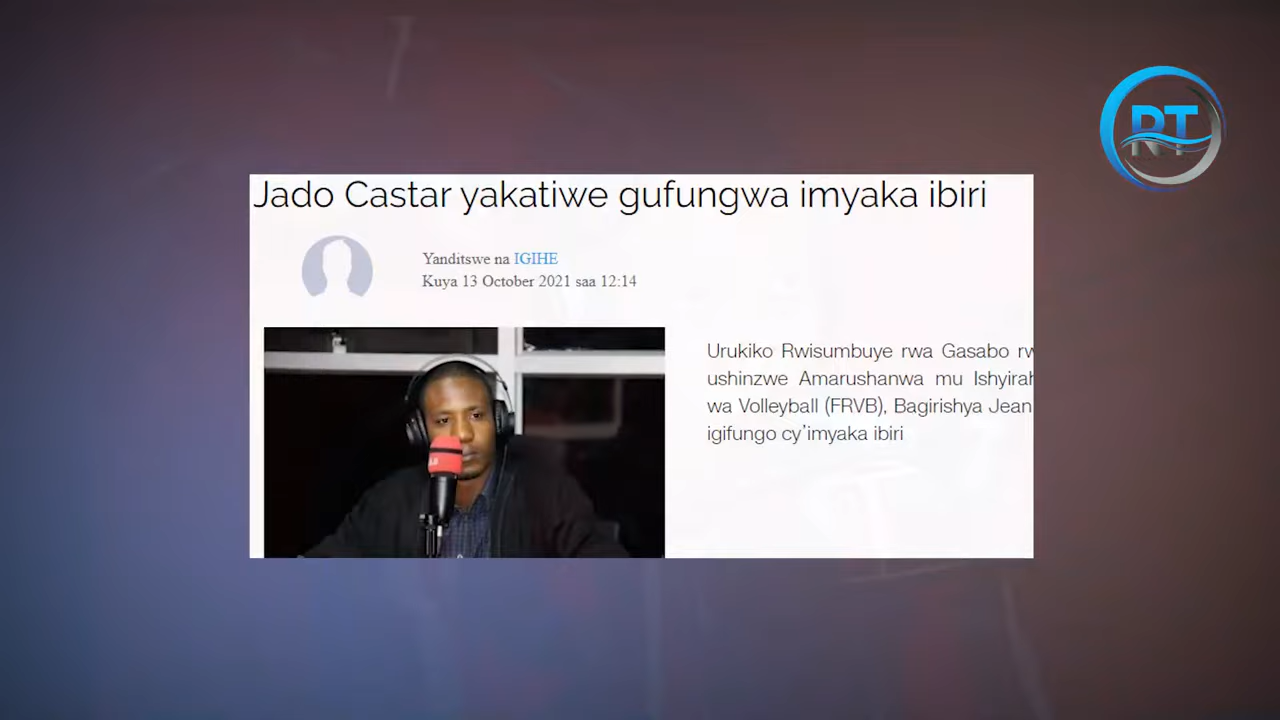 RT
Jado Castar yakatiwe gufungwa imyaka ibiri
Yanditswe na IGIHE
Kuya 13 October 2021 saa 12:14
Urukiko Rwisumbuye rwa Gasabo rw
ushinzwe Amarushanwa mu Ishyirah
wa Volleyball (FRVB), Bagirishya Jean
igifungo cy’imyaka ibiri